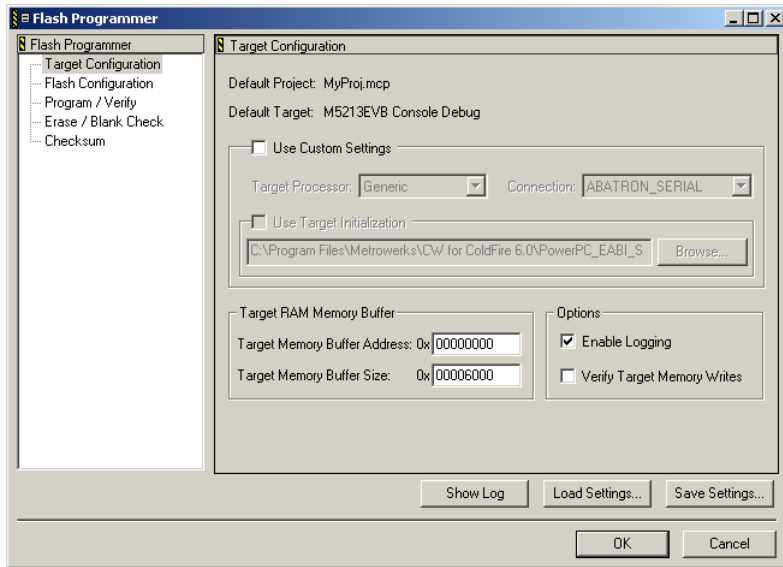 Flash Programmer
Flash Programmer
Target Configuration
Flash Configuration
Program / Verify
Erase / Blank Check
Checksum
Target Configuration
Default Project: MyProj.mcp
Default Target: M5213EVB Console Debug
Use Custom Settings
Target Processor: Generic Connection: ABATRON_SERIAL
Use Target Initialization
C:\Program Files\Metrowerks\CW for ColdFire 6.0\PowerPC_EABI_S Browse...
Target RAM Memory Buffer
Target Memory Buffer Address: 0x 00000000
Target Memory Buffer Size: 0x 00006000
Options
Enable Logging
Verify Target Memory Writes
Show Log Load Settings... Save Settings...
OK Cancel